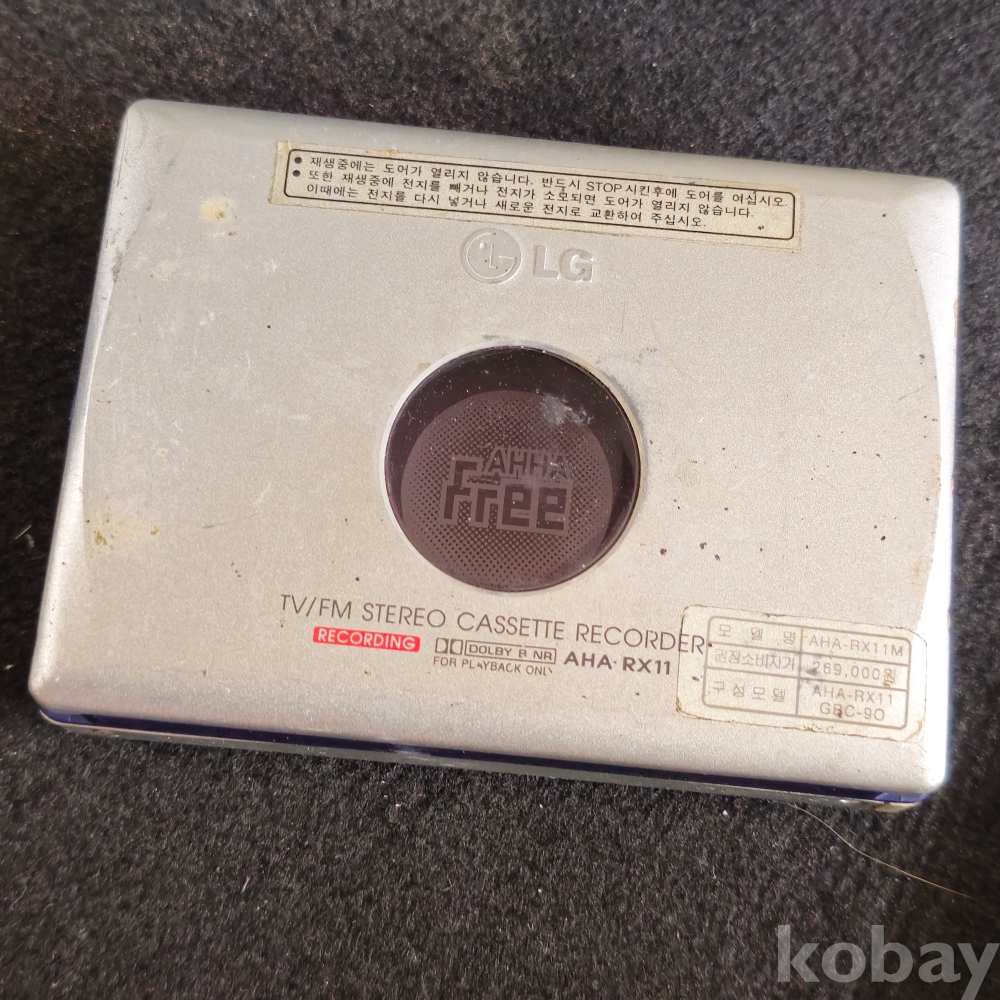 • 재생중에는 도어가 열리지 않습니다. 반드시 STOP 시킨후에 도어를 여십시오
• 또한 재생중에 전지를 빼거나 전지가 소모되면 도어가 열리지 않습니다.
이때에는 전지를 다시 넣거나 새로운 전지로 교환하여 주십시오.
LG
AHHA
Free
TV/FM STEREO CASSETTE RECORDER
RECORDING DOLBY B NR AHA·RX11
FOR PLAYBACK ONLY
모델명 AHA-RX11M
권장소비자가 259,000원
구성모델 AHA-RX11
GBC-90
kobay